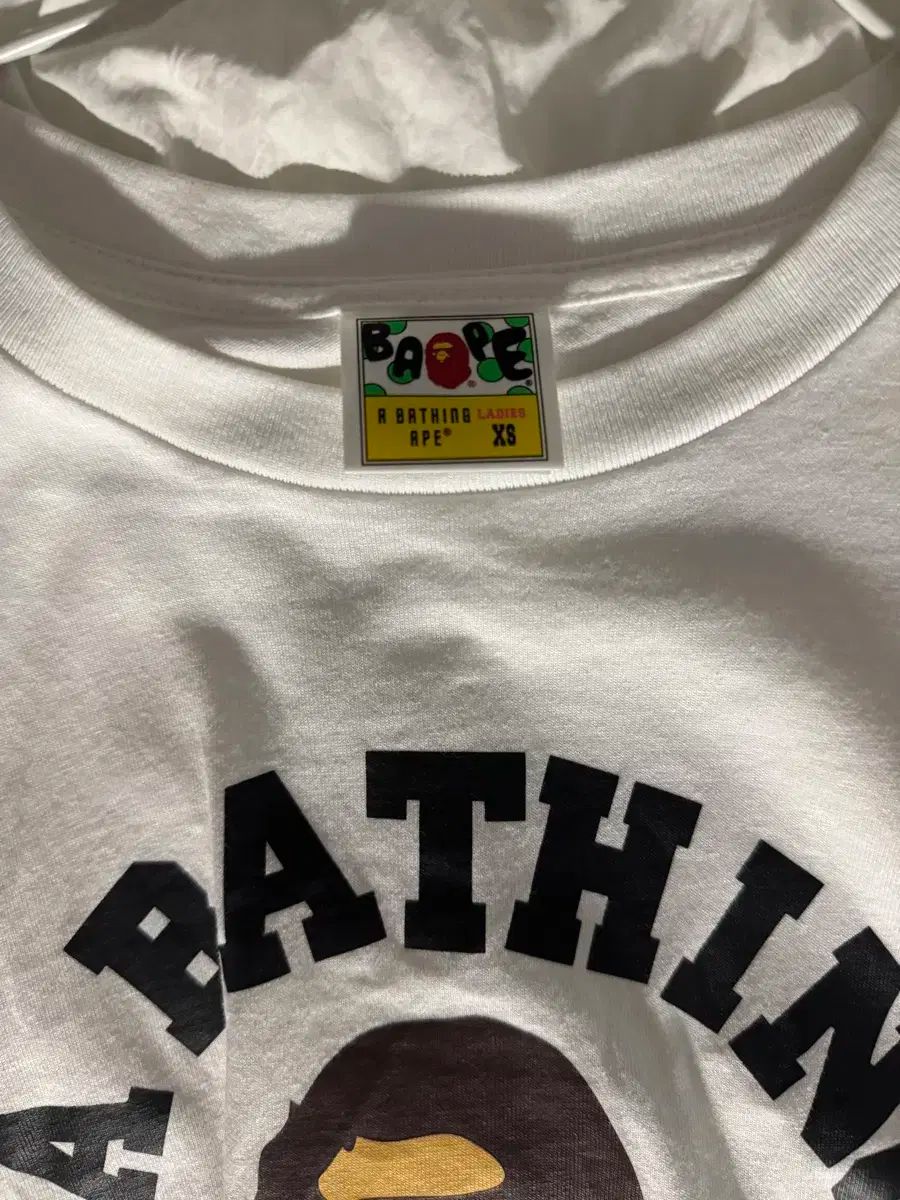 BAPE®
®
A BATHING LADIES
APE® XS
A BATHIN